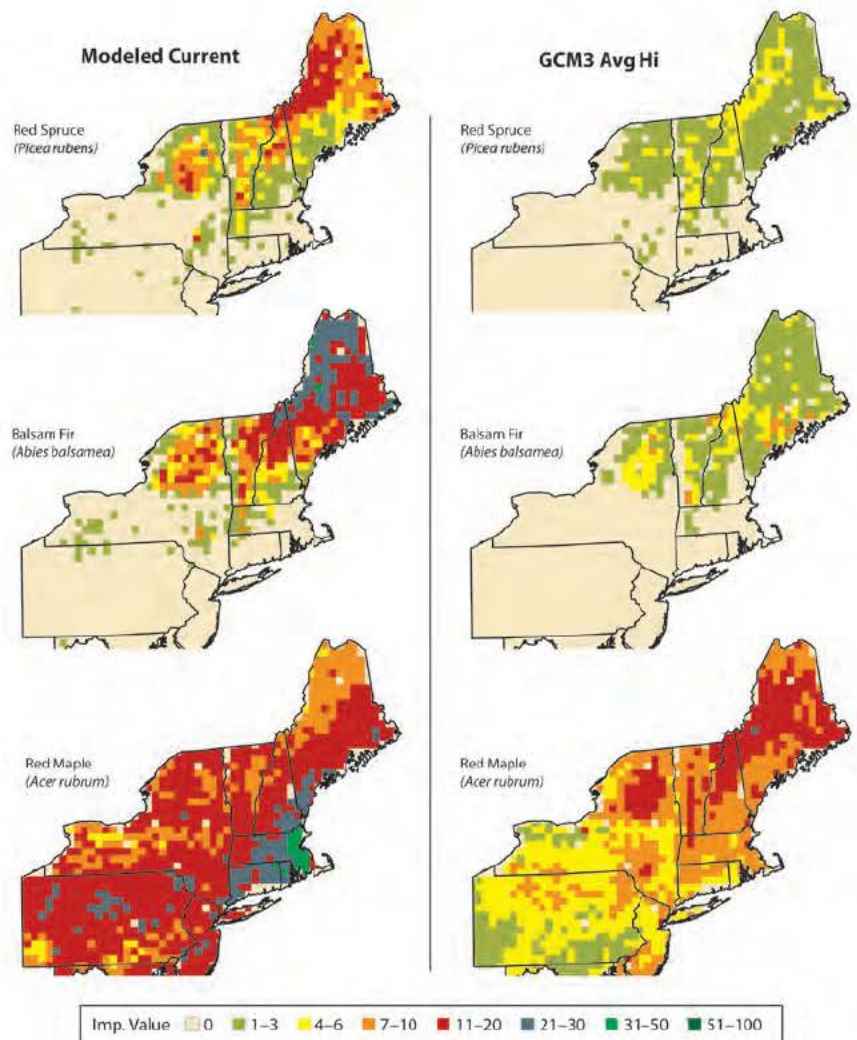 Modeled Current
GCM3 Avg Hi
Red Spruce
(Picea rubens)
Red Spruce
(Picea rubens)
Balsam Fir
(Abies balsamea)
Balsam Fir
(Abies balsamea)
Red Maple
(Acer rubrum)
Red Maple
(Acer rubrum)
Imp. Value 0 1–3 4–6 7–10 11–20 21–30 31–50 51–100